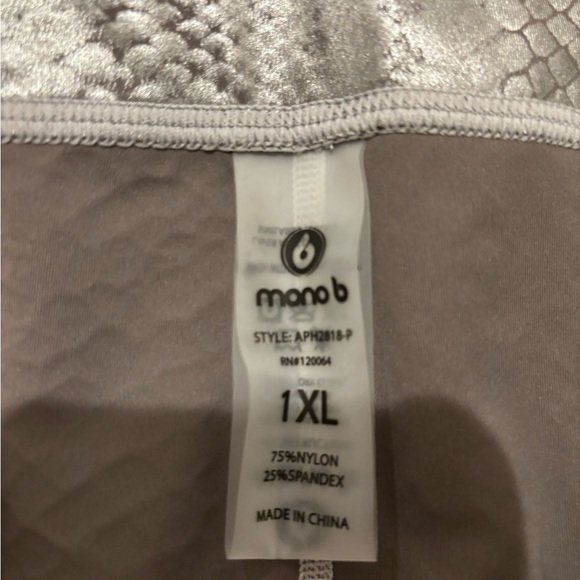 mono b
STYLE: APH2818-P
RN#120064
1XL
75%NYLON
25%SPANDEX
MADE IN CHINA